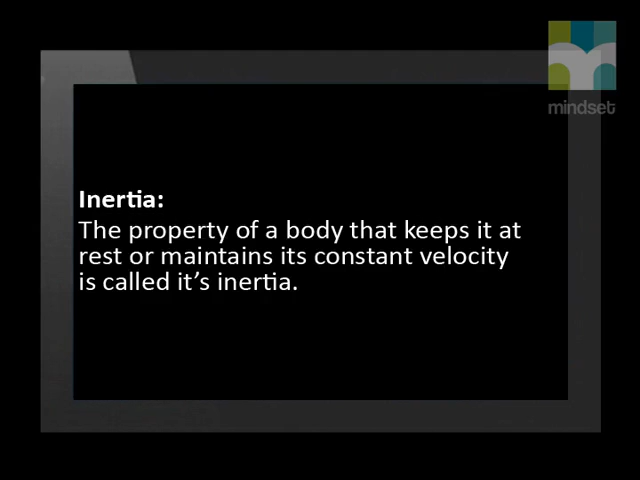 mindset
Inertia:
The property of a body that keeps it at
rest or maintains its constant velocity
is called it’s inertia.